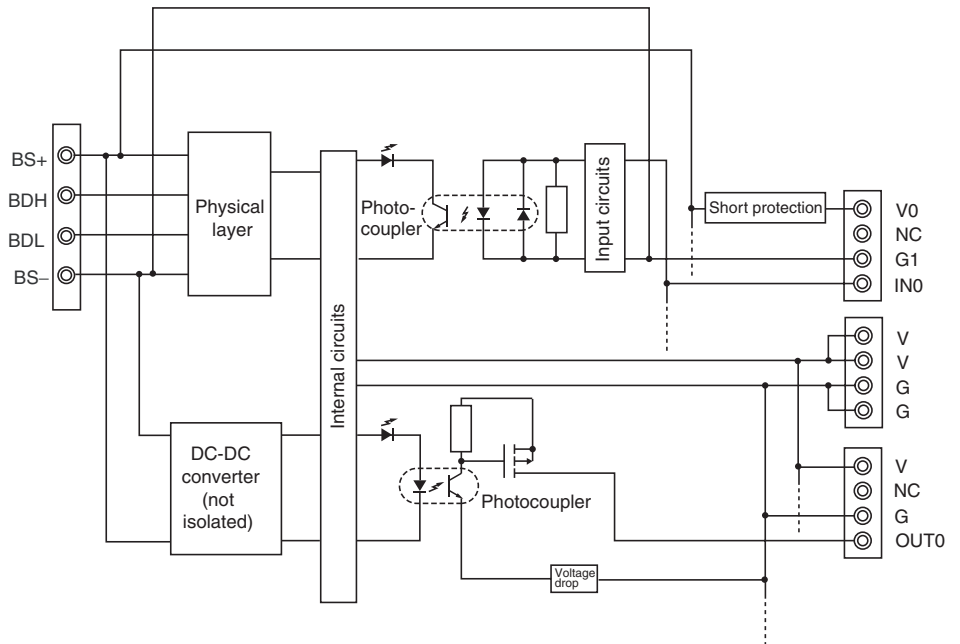 BS+
BDH
BDL
BS−
Physical
layer
Photo-
coupler
Input circuits
Short protection
V0
NC
G1
IN0
Internal circuits
V
V
G
G
DC-DC
converter
(not
isolated)
Photocoupler
Voltage
drop
V
NC
G
OUT0